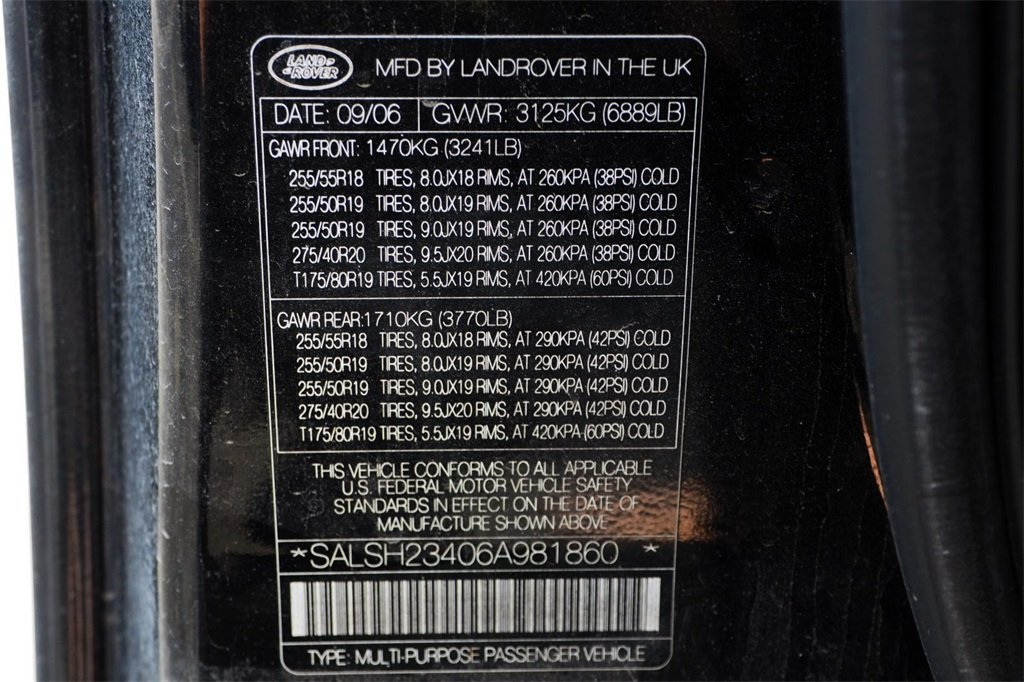 LAND ROVER
MFD BY LANDROVER IN THE UK
DATE: 09/06 GVWR: 3125KG (6889LB)
GAWR FRONT: 1470KG (3241LB)
255/55R18 TIRES, 8.0JX18 RIMS, AT 260KPA (38PSI) COLD
255/50R19 TIRES, 8.0JX19 RIMS, AT 260KPA (38PSI) COLD
255/50R19 TIRES, 9.0JX19 RIMS, AT 260KPA (38PSI) COLD
275/40R20 TIRES, 9.5JX20 RIMS, AT 260KPA (38PSI) COLD
T175/80R19 TIRES, 5.5JX19 RIMS, AT 420KPA (60PSI) COLD
GAWR REAR: 1710KG (3770LB)
255/55R18 TIRES, 8.0JX18 RIMS, AT 290KPA (42PSI) COLD
255/50R19 TIRES, 8.0JX19 RIMS, AT 290KPA (42PSI) COLD
255/50R19 TIRES, 9.0JX19 RIMS, AT 290KPA (42PSI) COLD
275/40R20 TIRES, 9.5JX20 RIMS, AT 290KPA (42PSI) COLD
T175/80R19 TIRES, 5.5JX19 RIMS, AT 420KPA (60PSI) COLD
THIS VEHICLE CONFORMS TO ALL APPLICABLE
U.S. FEDERAL MOTOR VEHICLE SAFETY
STANDARDS IN EFFECT ON THE DATE OF
MANUFACTURE SHOWN ABOVE
*SALSH23406A981860 *
TYPE: MULTI-PURPOSE PASSENGER VEHICLE